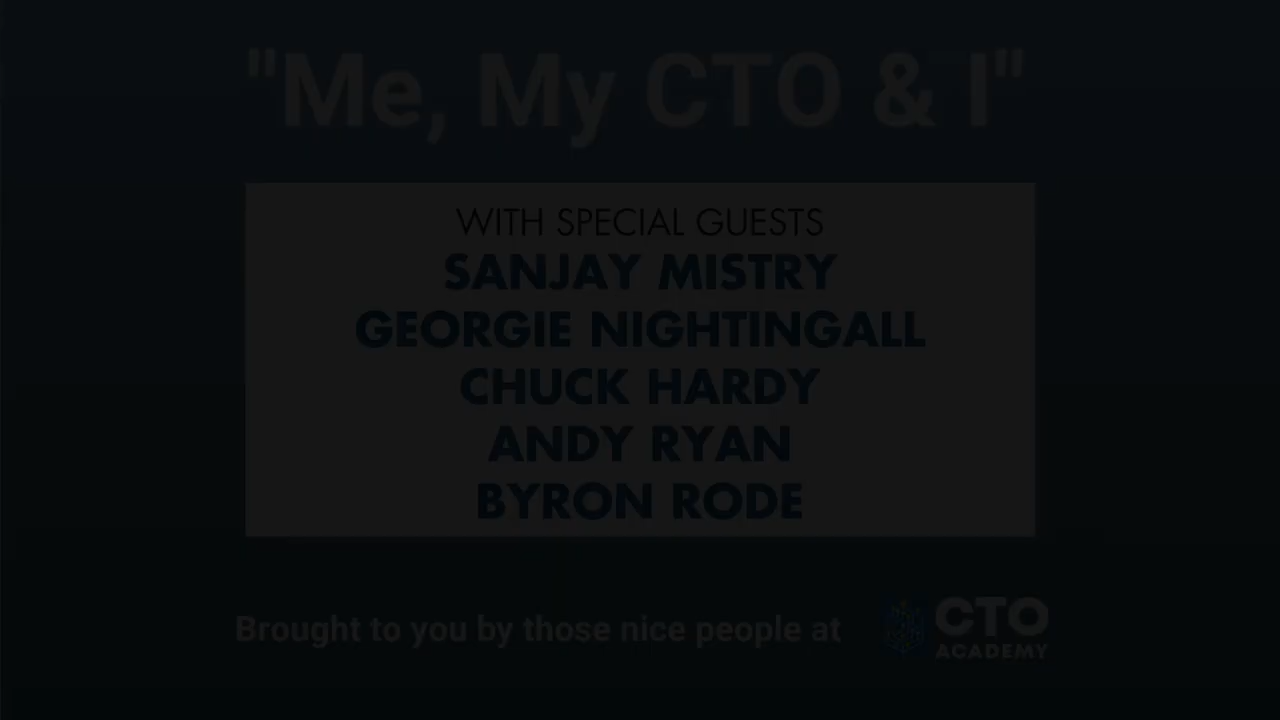 "Me, My CTO & I"
WITH SPECIAL GUESTS
SANJAY MISTRY
GEORGIE NIGHTINGALL
CHUCK HARDY
ANDY RYAN
BYRON RODE
Brought to you by those nice people at
CTO
ACADEMY